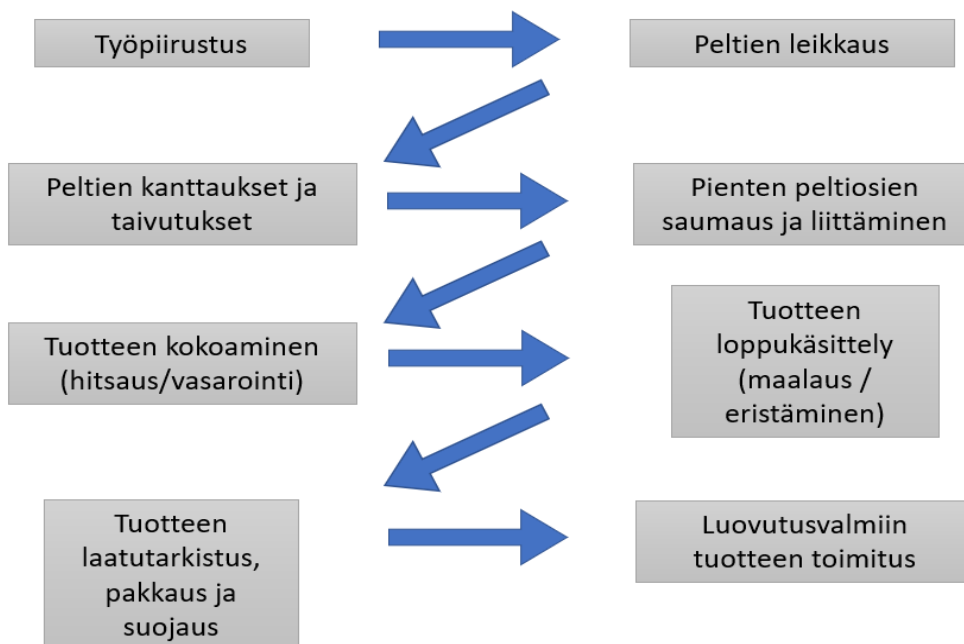 Työpiirustus
Peltien leikkaus
Peltien kanttaukset ja
taivutukset
Pienten peltiosien
saumaus ja liittäminen
Tuotteen kokoaminen
(hitsaus/vasarointi)
Tuotteen
loppukäsittely
(maalaus /
eristäminen)
Tuotteen
laatutarkistus,
pakkaus ja
suojaus
Luovutusvalmiin
tuotteen toimitus